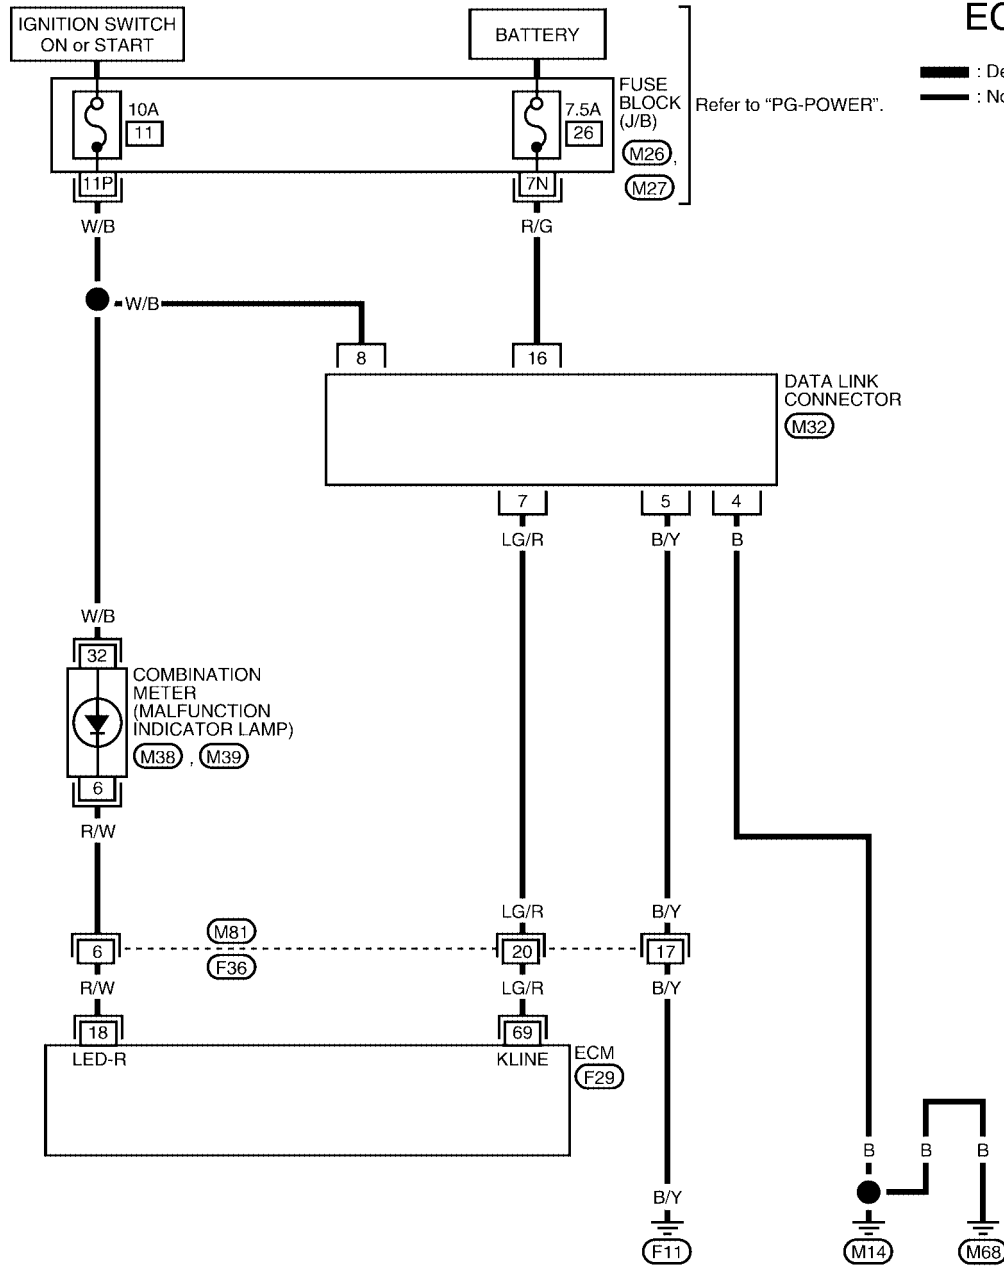 IGNITION SWITCH
ON or START
BATTERY
EC
: De
: No
10A
11
7.5A
26
FUSE
BLOCK
(J/B)
M26 ,
M27
Refer to “PG-POWER”.
11P
7N
W/B
R/G
W/B
8
16
DATA LINK
CONNECTOR
M32
7
5
4
LG/R
B/Y
B
W/B
32
COMBINATION
METER
(MALFUNCTION
INDICATOR LAMP)
M38 , M39
6
R/W
LG/R
B/Y
M81
6
20
17
F36
R/W
LG/R
B/Y
18
69
LED-R
KLINE
ECM
F29
B
B
B
B/Y
F11
M14
M68